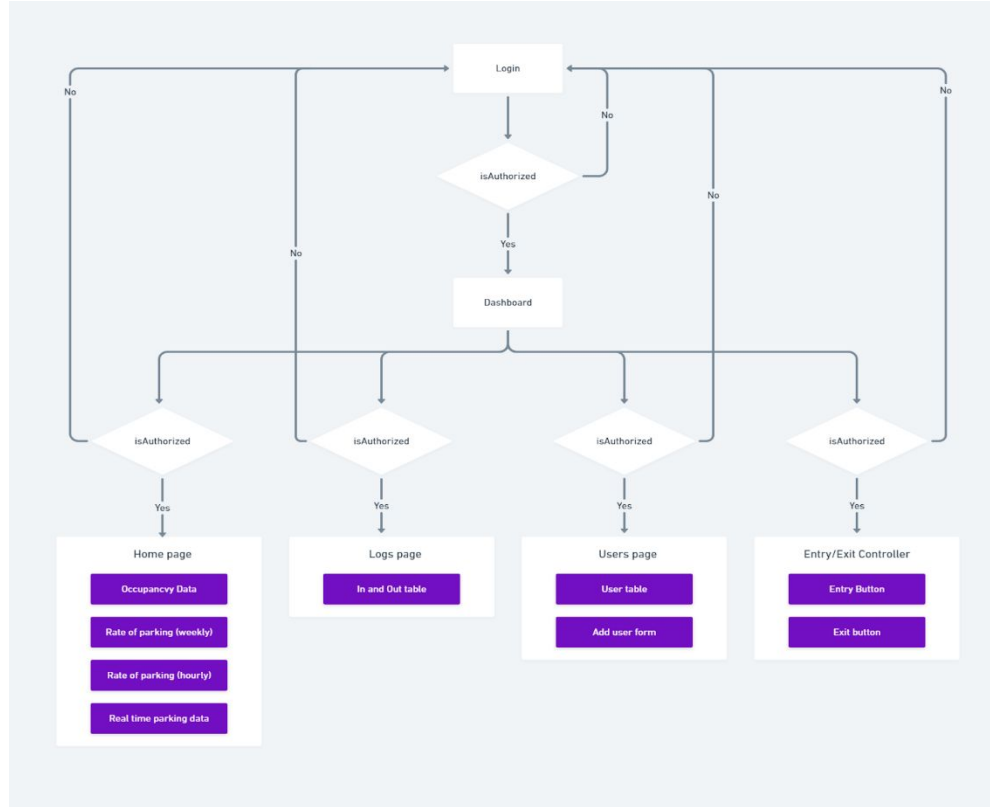 Login
No
No
No
isAuthorized
No
No
Yes
Dashboard
isAuthorized
isAuthorized
isAuthorized
isAuthorized
Yes
Yes
Yes
Yes
Home page
Logs page
Users page
Entry/Exit Controller
Occupancvy Data
In and Out table
User table
Entry Button
Rate of parking (weekly)
Add user form
Exit button
Rate of parking (hourly)
Real time parking data